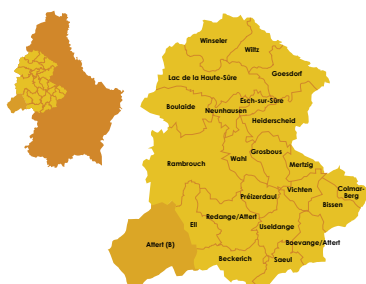 Winseler
Wiltz
Lac de la Haute-Sûre
Goesdorf
Boulaide
Esch-sur-Sûre
Neunhausen
Heiderscheid
Rambrouch
Wahl
Grosbous
Mertzig
Préizerdaul
Vichten
Colmar-
Berg
Bissen
Ell
Redange/Attert
Useldange
Attert (B)
Boevange/Attert
Beckerich
Saeul